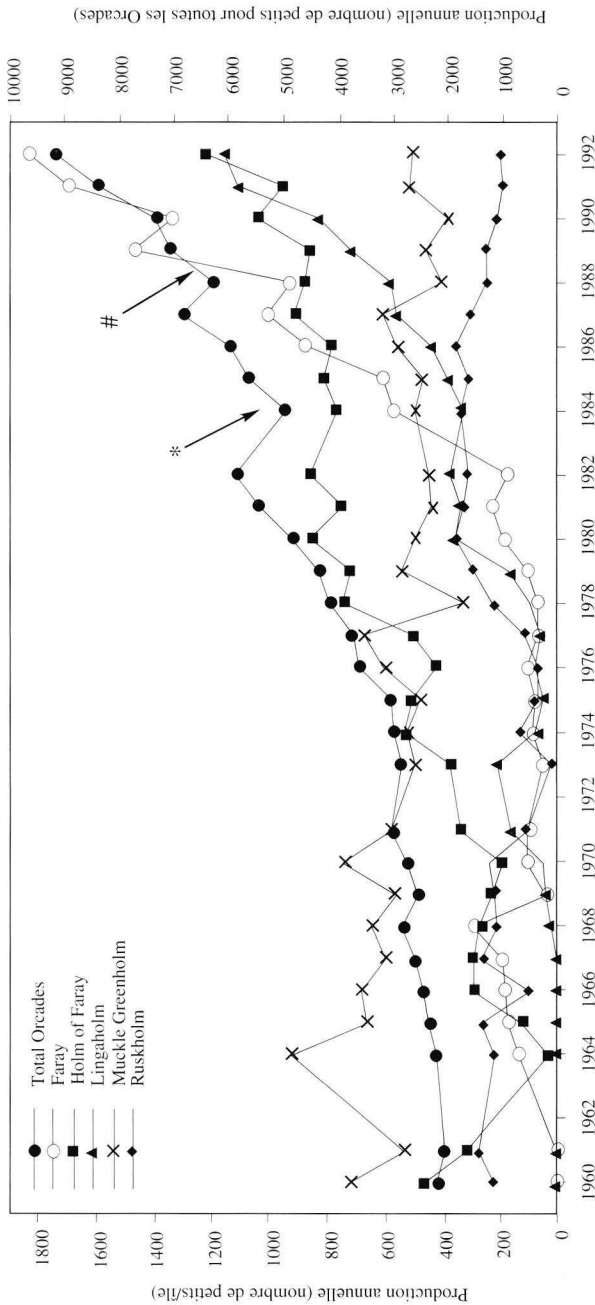 Total Orcades
Faray
Holm of Faray
Lingaholm
Muckle Greenholm
Ruskholm
Production annuelle (nombre de petits/île)
1800
1600
1400
1200
1000
800
600
400
200
0
*
#
Production annuelle (nombre de petits pour toutes les Orcades)
10000
9000
8000
7000
6000
5000
4000
3000
2000
1000
0
1960 1962 1964 1966 1968 1970 1972 1974 1976 1978 1980 1982 1984 1986 1988 1990 1992